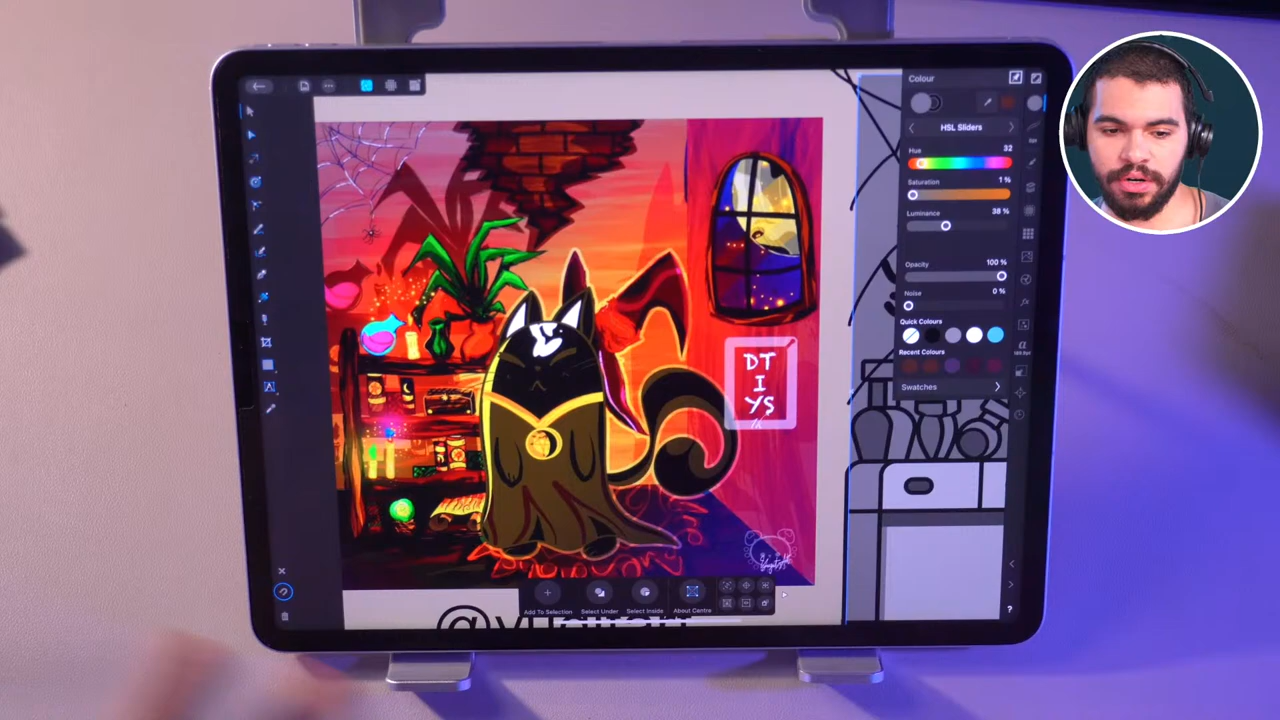 Colour
HSL Sliders
Hue
32
Saturation
1 %
Luminance
38 %
Opacity
100 %
Noise
0 %
Quick Colours
Recent Colours
Swatches
DT
I
YS
1K
Add To Selection
Select Under
Select Inside
About Centre
?